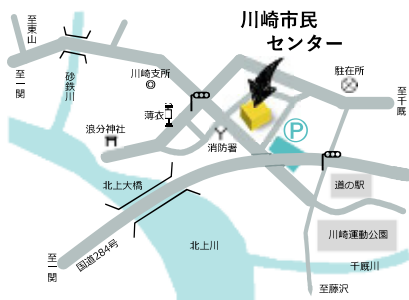 川崎市民
センター
至東山
至一関
砂鉄川
川崎支所
駐在所
至千厩
薄衣
浪分神社
消防署
P
北上大橋
道の駅
川崎運動公園
国道284号
北上川
至一関
千厩川
至藤沢